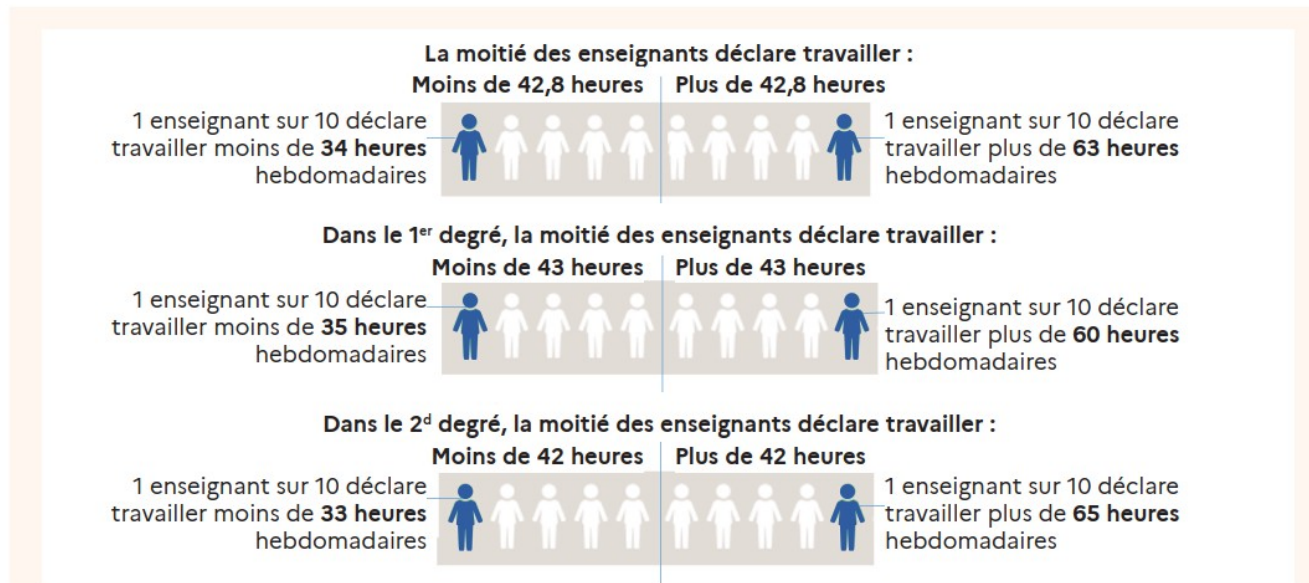 La moitié des enseignants déclare travailler :
Moins de 42,8 heures Plus de 42,8 heures
1 enseignant sur 10 déclare
travailler moins de 34 heures
hebdomadaires
1 enseignant sur 10 déclare
travailler plus de 63 heures
hebdomadaires
Dans le 1er degré, la moitié des enseignants déclare travailler :
Moins de 43 heures Plus de 43 heures
1 enseignant sur 10 déclare
travailler moins de 35 heures
hebdomadaires
1 enseignant sur 10 déclare
travailler plus de 60 heures
hebdomadaires
Dans le 2d degré, la moitié des enseignants déclare travailler :
Moins de 42 heures Plus de 42 heures
1 enseignant sur 10 déclare
travailler moins de 33 heures
hebdomadaires
1 enseignant sur 10 déclare
travailler plus de 65 heures
hebdomadaires